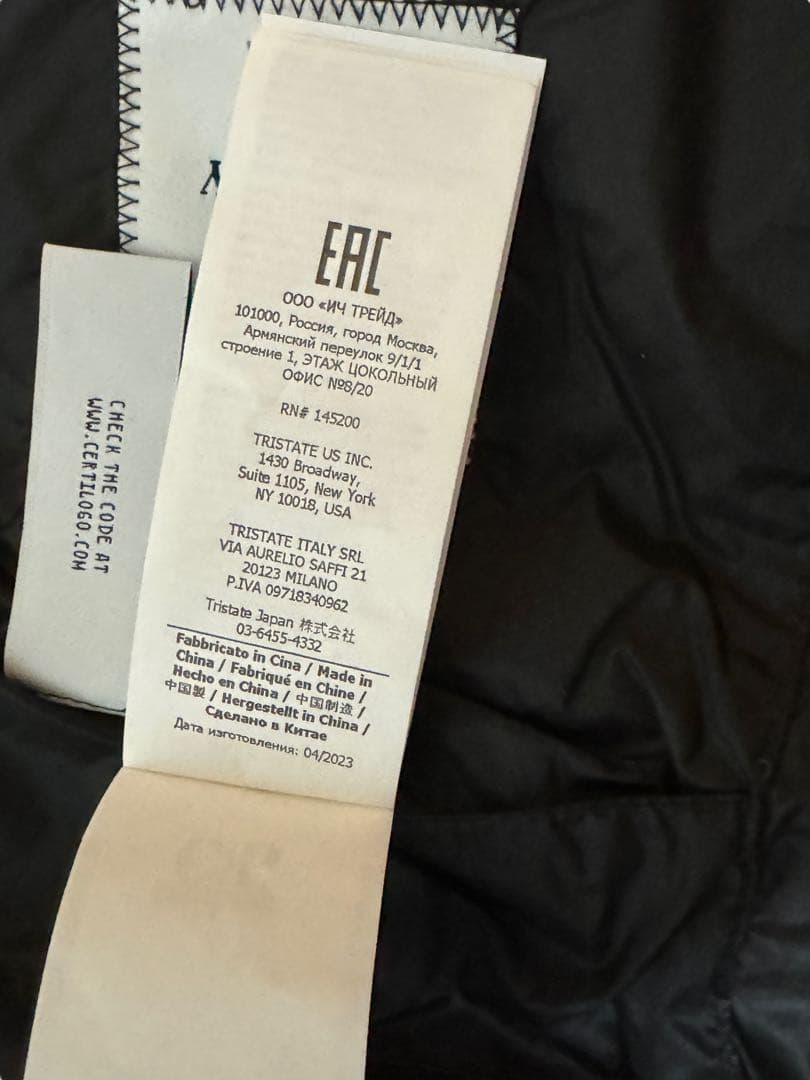 EAC
ООО «ИЧ ТРЕЙД»
101000, Россия, город Москва,
Армянский переулок 9/1/1
строение 1, ЭТАЖ ЦОКОЛЬНЫЙ
ОФИС №8/20
RN# 145200
TRISTATE US INC.
1430 Broadway,
Suite 1105, New York
NY 10018, USA
TRISTATE ITALY SRL
VIA AURELIO SAFFI 21
20123 MILANO
P.IVA 09718340962
Tristate Japan 株式会社
03-6455-4332
Fabbricato in Cina / Made in
China / Fabriqué en Chine /
Hecho en China / 中国制造 /
中国製 / Hergestellt in China /
Сделано в Китае
Дата изготовления: 04/2023
CHECK THE CODE AT
WWW.CERTILOGO.COM